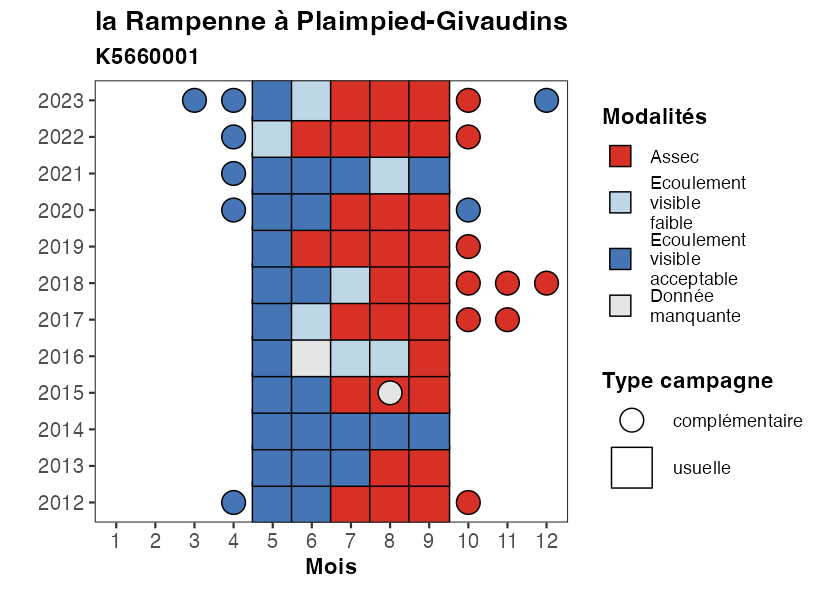 la Rampenne à Plaimpied-Givaudins
K5660001
2023
2022
2021
2020
2019
2018
2017
2016
2015
2014
2013
2012
1 2 3 4 5 6 7 8 9 10 11 12
Mois
Modalités
Assec
Ecoulement
visible
faible
Ecoulement
visible
acceptable
Donnée
manquante
Type campagne
complémentaire
usuelle